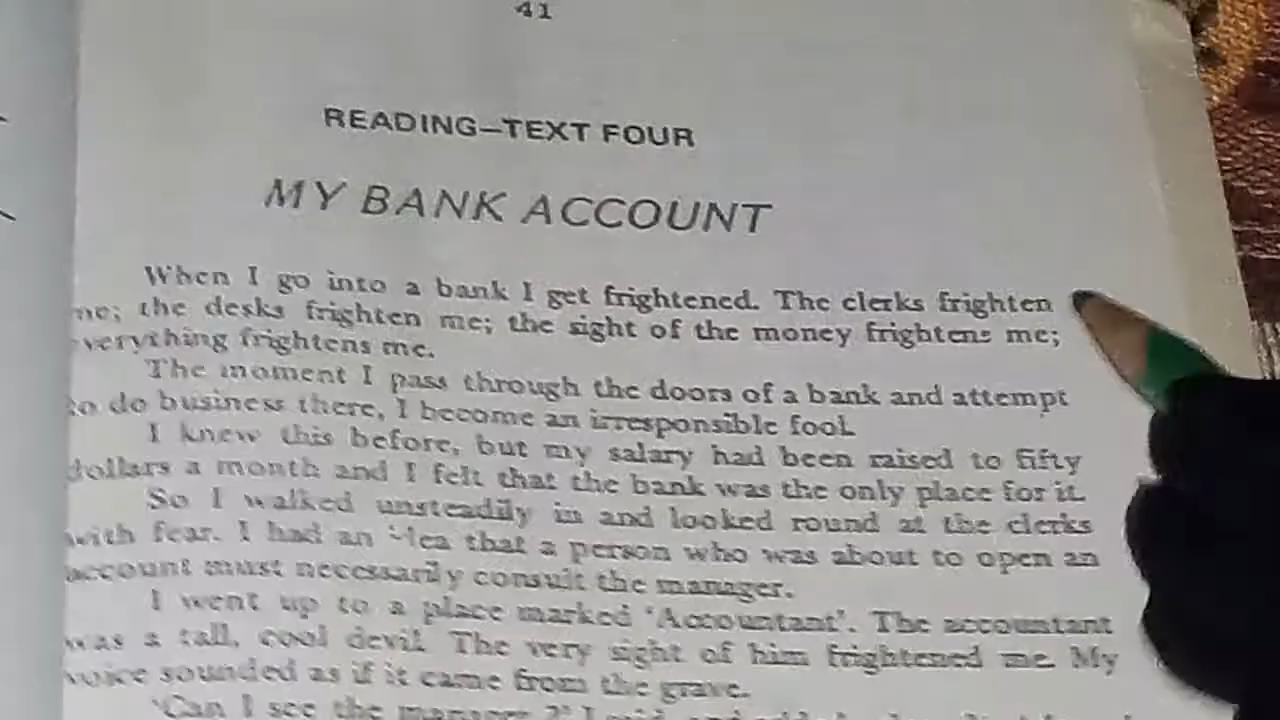 41
READING—TEXT FOUR
MY BANK ACCOUNT
When I go into a bank I get frightened. The clerks frighten
me; the desks frighten me; the sight of the money frightens me;
everything frightens me.
The moment I pass through the doors of a bank and attempt
to do business there, I become an irresponsible fool.
I knew this before, but my salary had been raised to fifty
dollars a month and I felt that the bank was the only place for it.
So I walked unsteadily in and looked round at the clerks
with fear. I had an idea that a person who was about to open an
account must necessarily consult the manager.
I went up to a place marked 'Accountant'. The accountant
was a tall, cool devil. The very sight of him frightened me. My
voice sounded as if it came from the grave.
'Can I see the manager ?' I said, and